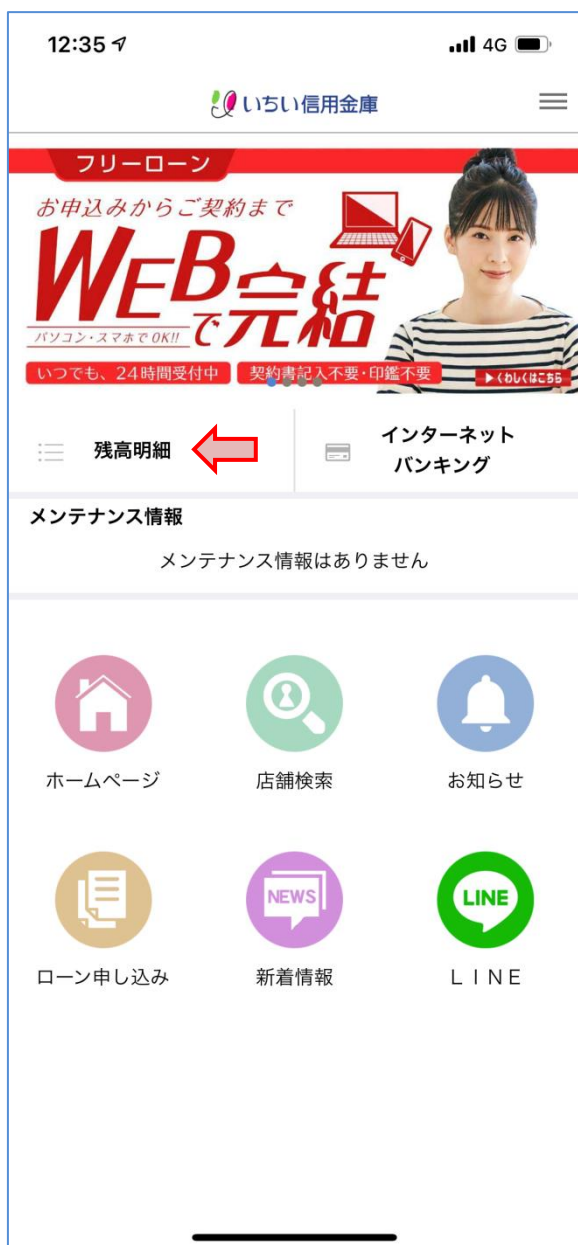 12:35
4G
いちい信用金庫
フリーローン
お申込みからご契約まで
WEBで完結
パソコン・スマホでOK!!
いつでも、24時間受付中
契約書記入不要・印鑑不要
▶くわしくはこちら
残高明細
インターネット
バンキング
メンテナンス情報
メンテナンス情報はありません
ホームページ
店舗検索
お知らせ
NEWS
LINE
ローン申し込み
新着情報
ＬＩＮＥ